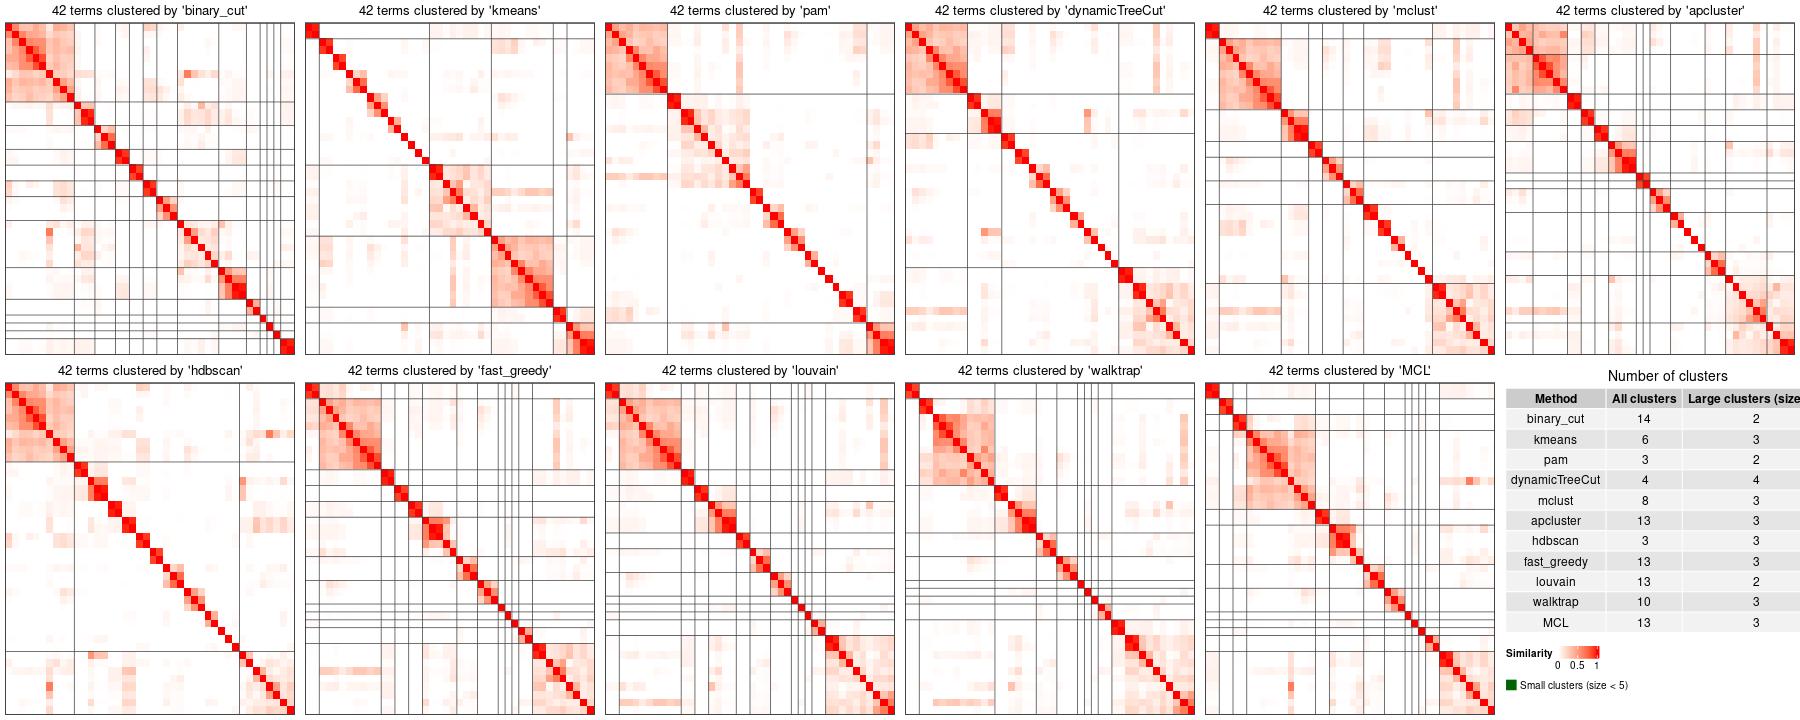 42 terms clustered by 'binary_cut'
42 terms clustered by 'kmeans'
42 terms clustered by 'pam'
42 terms clustered by 'dynamicTreeCut'
42 terms clustered by 'mclust'
42 terms clustered by 'apcluster'
42 terms clustered by 'hdbscan'
42 terms clustered by 'fast_greedy'
42 terms clustered by 'louvain'
42 terms clustered by 'walktrap'
42 terms clustered by 'MCL'
Number of clusters
Method All clusters Large clusters (size
binary_cut 14 2
kmeans 6 3
pam 3 2
dynamicTreeCut 4 4
mclust 8 3
apcluster 13 3
hdbscan 3 3
fast_greedy 13 3
louvain 13 2
walktrap 10 3
MCL 13 3
Similarity
0 0.5 1
Small clusters (size < 5)